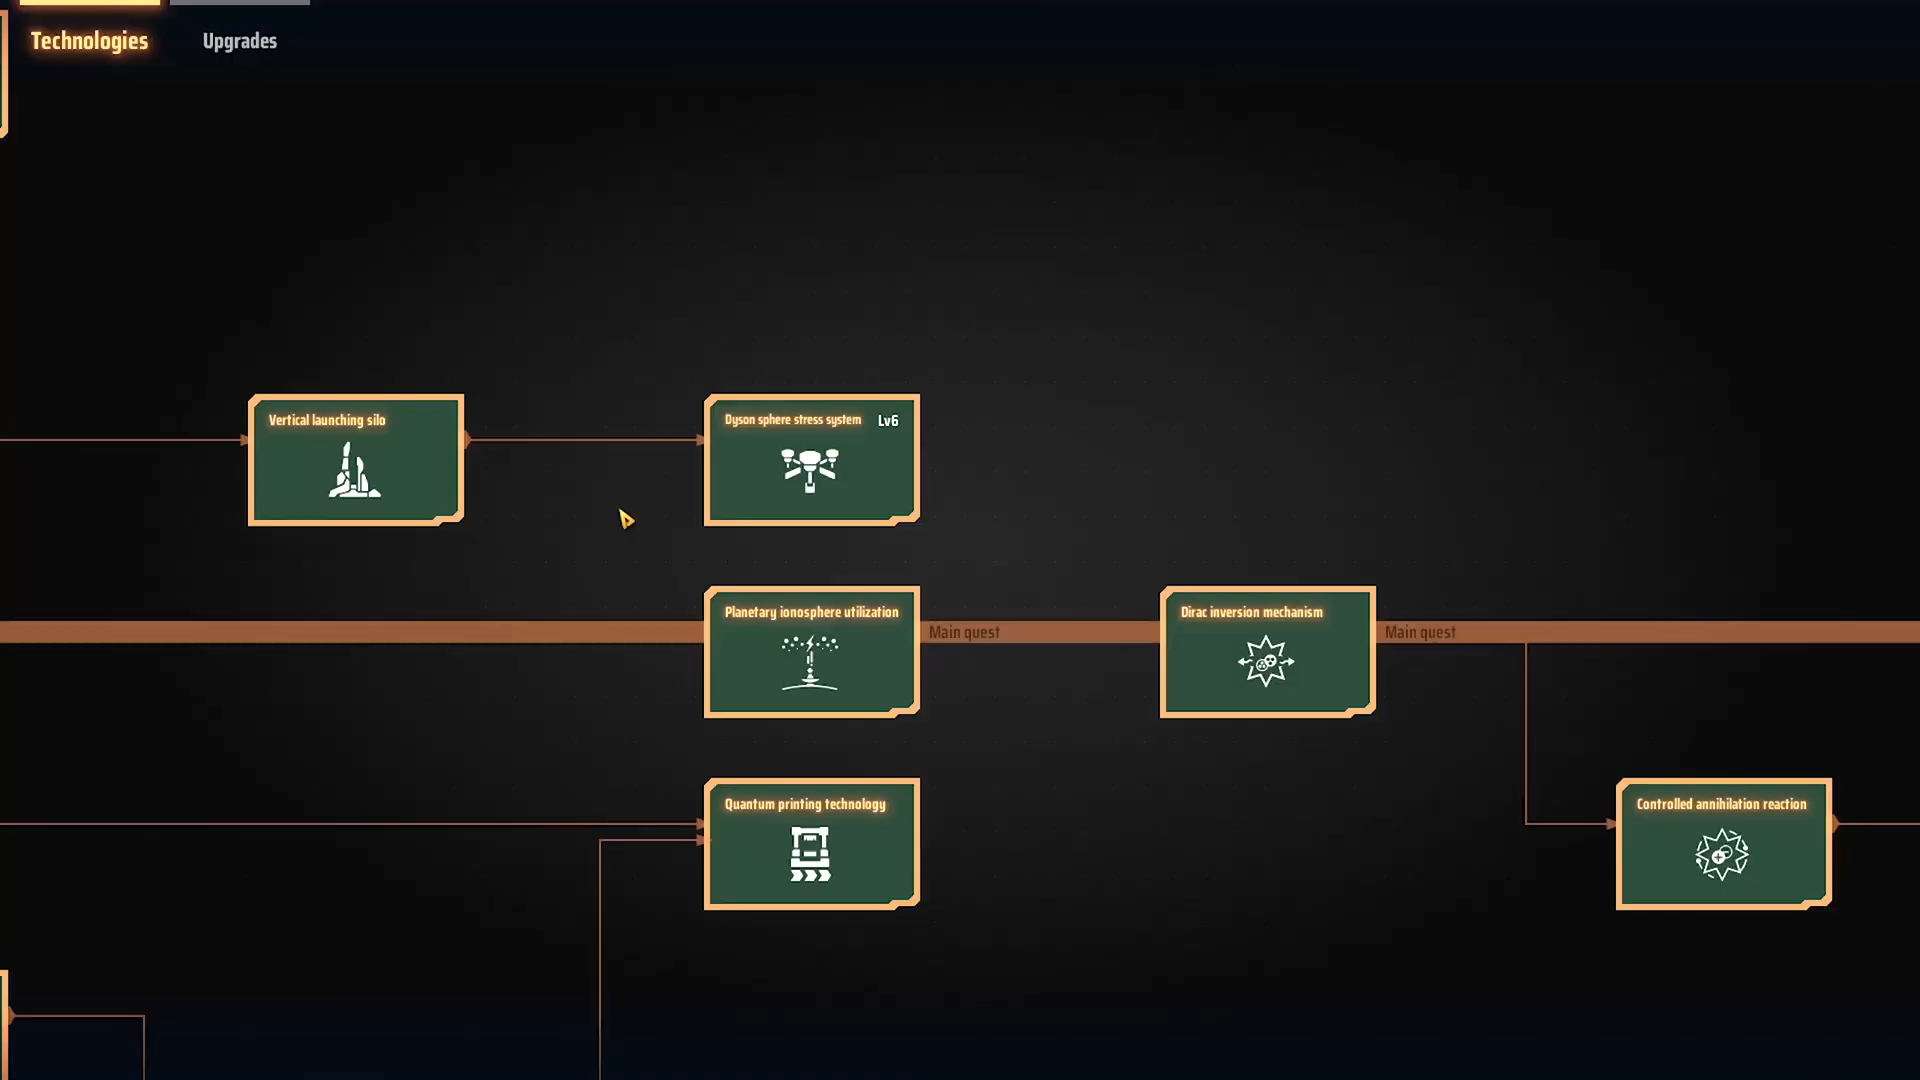 Technologies
Upgrades
Vertical launching silo
Dyson sphere stress system Lv6
Planetary ionosphere utilization
Main quest
Dirac inversion mechanism
Main quest
Quantum printing technology
Controlled annihilation reaction